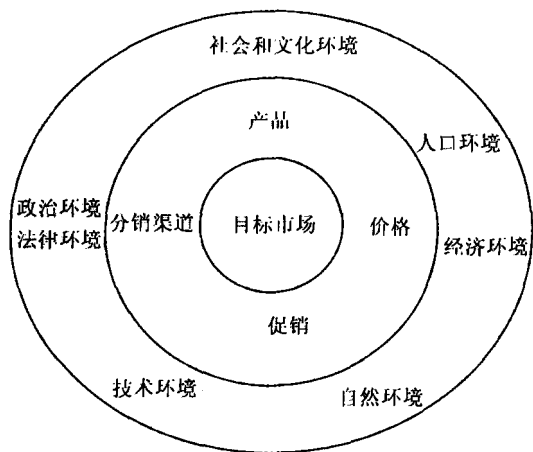 社会和文化环境
产品
人口环境
政治环境
法律环境
分销渠道
目标市场
价格
经济环境
促销
技术环境
自然环境